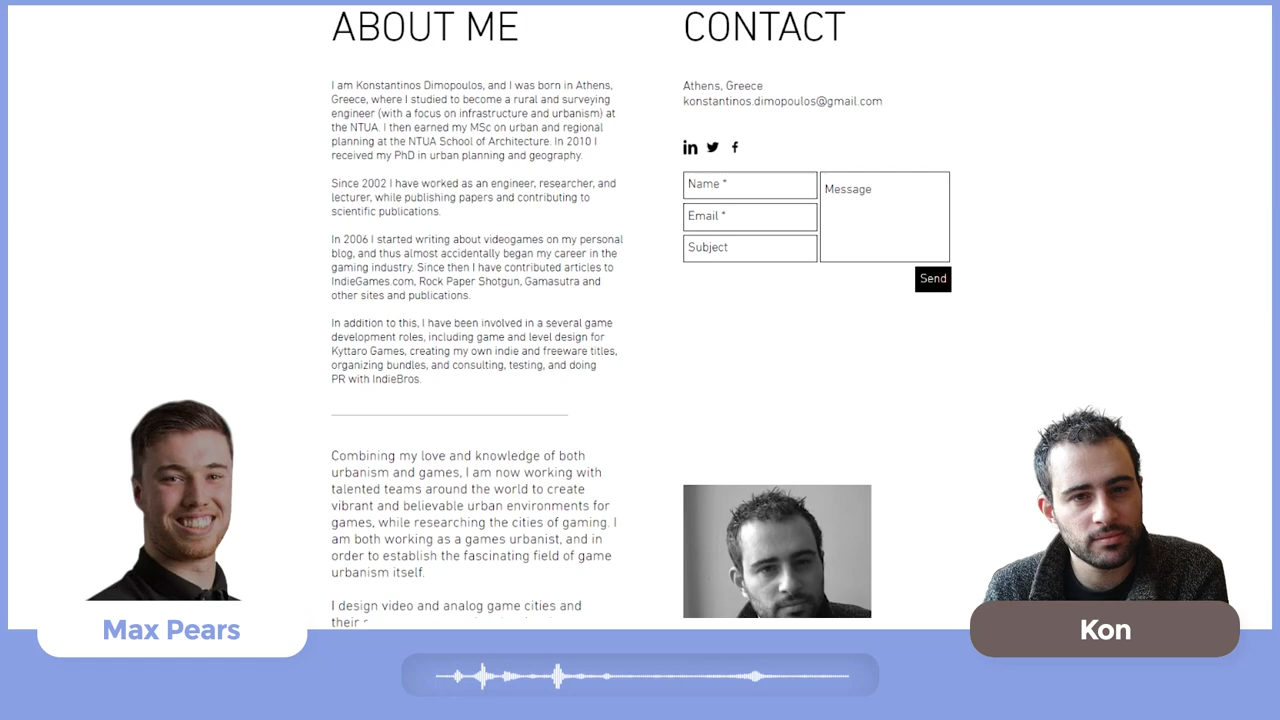 ABOUT ME
I am Konstantinos Dimopoulos, and I was born in Athens,
Greece, where I studied to become a rural and surveying
engineer (with a focus on infrastructure and urbanism) at
the NTUA. I then earned my MSc on urban and regional
planning at the NTUA School of Architecture. In 2010 I
received my PhD in urban planning and geography.
Since 2002 I have worked as an engineer, researcher, and
lecturer, while publishing papers and contributing to
scientific publications.
In 2006 I started writing about videogames on my personal
blog, and thus almost accidentally began my career in the
gaming industry. Since then I have contributed articles to
IndieGames.com, Rock Paper Shotgun, Gamasutra and
other sites and publications.
In addition to this, I have been involved in a several game
development roles, including game and level design for
Kyttaro Games, creating my own indie and freeware titles,
organizing bundles, and consulting, testing, and doing
PR with IndieBros.
Combining my love and knowledge of both
urbanism and games, I am now working with
talented teams around the world to create
vibrant and believable urban environments for
games, while researching the cities of gaming. I
am both working as a games urbanist, and in
order to establish the fascinating field of game
urbanism itself.
I design video and analog game cities and
their
CONTACT
Athens, Greece
konstantinos.dimopoulos@gmail.com
in
f
Name *
Message
Email *
Subject
Send
Max Pears
Kon